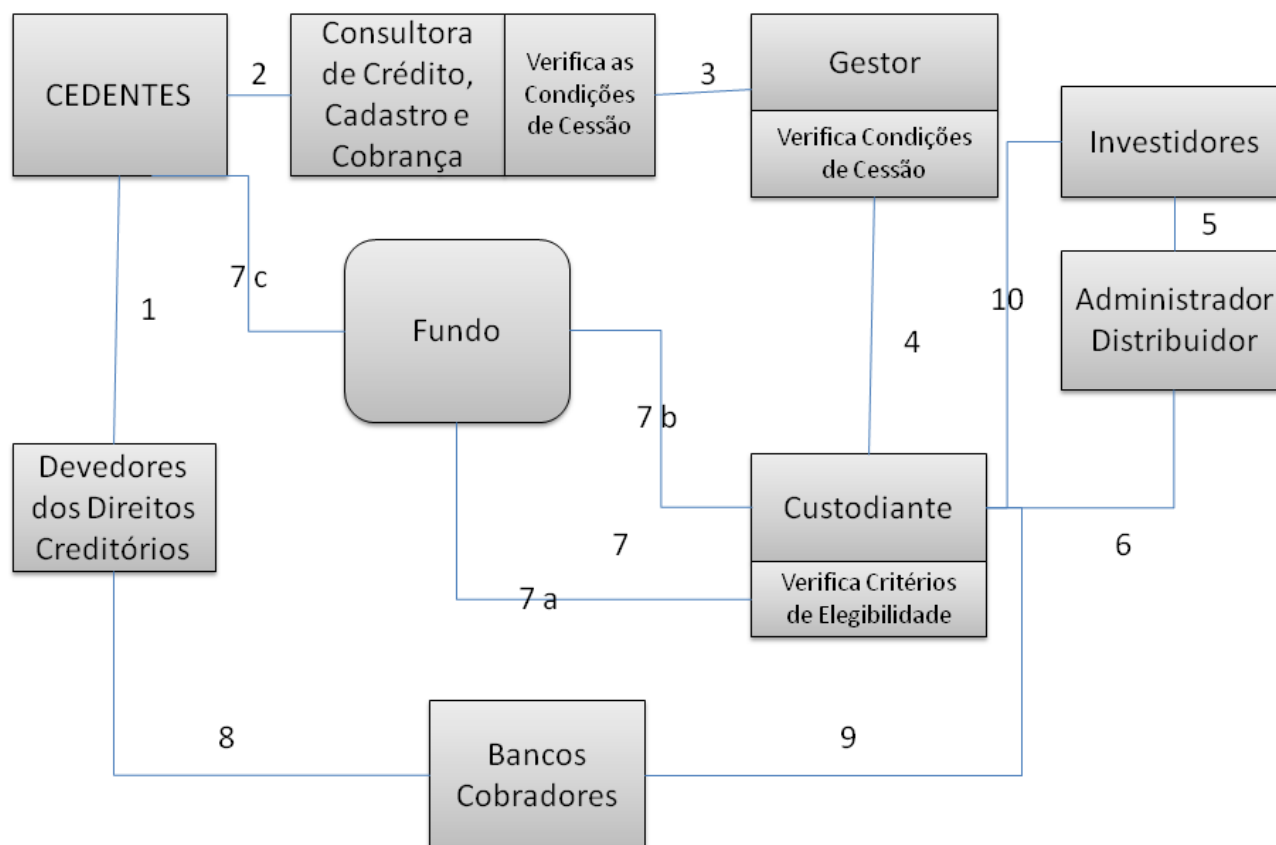 CEDENTES
2
Consultora
de Crédito,
Cadastro e
Cobrança
Verifica as
Condições
de Cessão
3
Gestor
Verifica Condições
de Cessão
Investidores
5
Administrador
Distribuidor
10
4
7 c
1
Fundo
7 b
Devedores
dos Direitos
Creditórios
Custodiante
Verifica Critérios
de Elegibilidade
7
7 a
6
8
Bancos
Cobradores
9